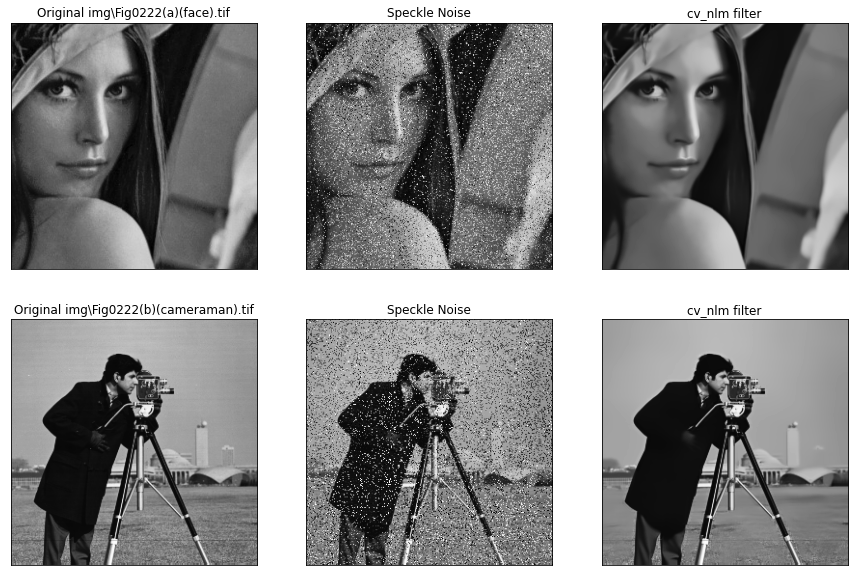 Original img\Fig0222(a)(face).tif
Speckle Noise
cv_nlm filter
Original img\Fig0222(b)(cameraman).tif
Speckle Noise
cv_nlm filter